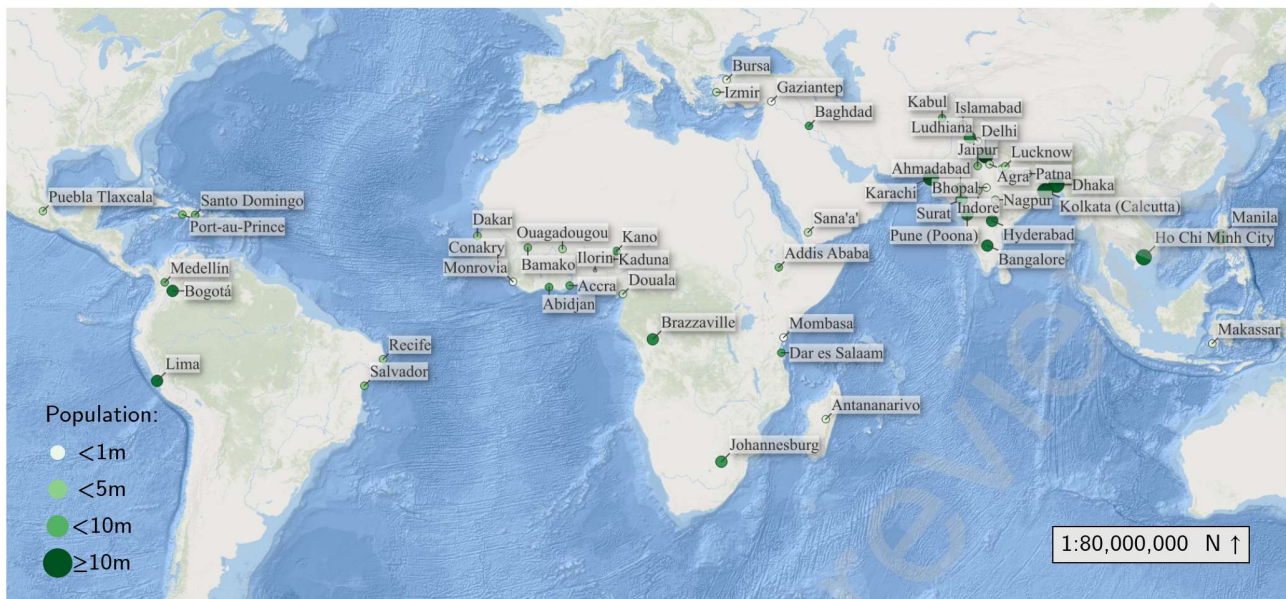 Bursa
Izmir
Gaziantep
Baghdad
Kabul
Islamabad
Ludhiana
Delhi
Jaipur
Lucknow
Ahmadabad
Agra
Patna
Karachi
Bhopal
Dhaka
Nagpur
Surat
Indore
Kolkata (Calcutta)
Pune (Poona)
Hyderabad
Manila
Ho Chi Minh City
Bangalore
Puebla Tlaxcala
Santo Domingo
Port-au-Prince
Dakar
Ouagadougou
Kano
Sana'a'
Conakry
Ilorin
Kaduna
Addis Ababa
Monrovia
Bamako
Medellín
Accra
Douala
Bogotá
Abidjan
Brazzaville
Mombasa
Makassar
Dar es Salaam
Recife
Lima
Salvador
Antananarivo
Johannesburg
Population:
<1m
<5m
<10m
≥10m
1:80,000,000 N ↑